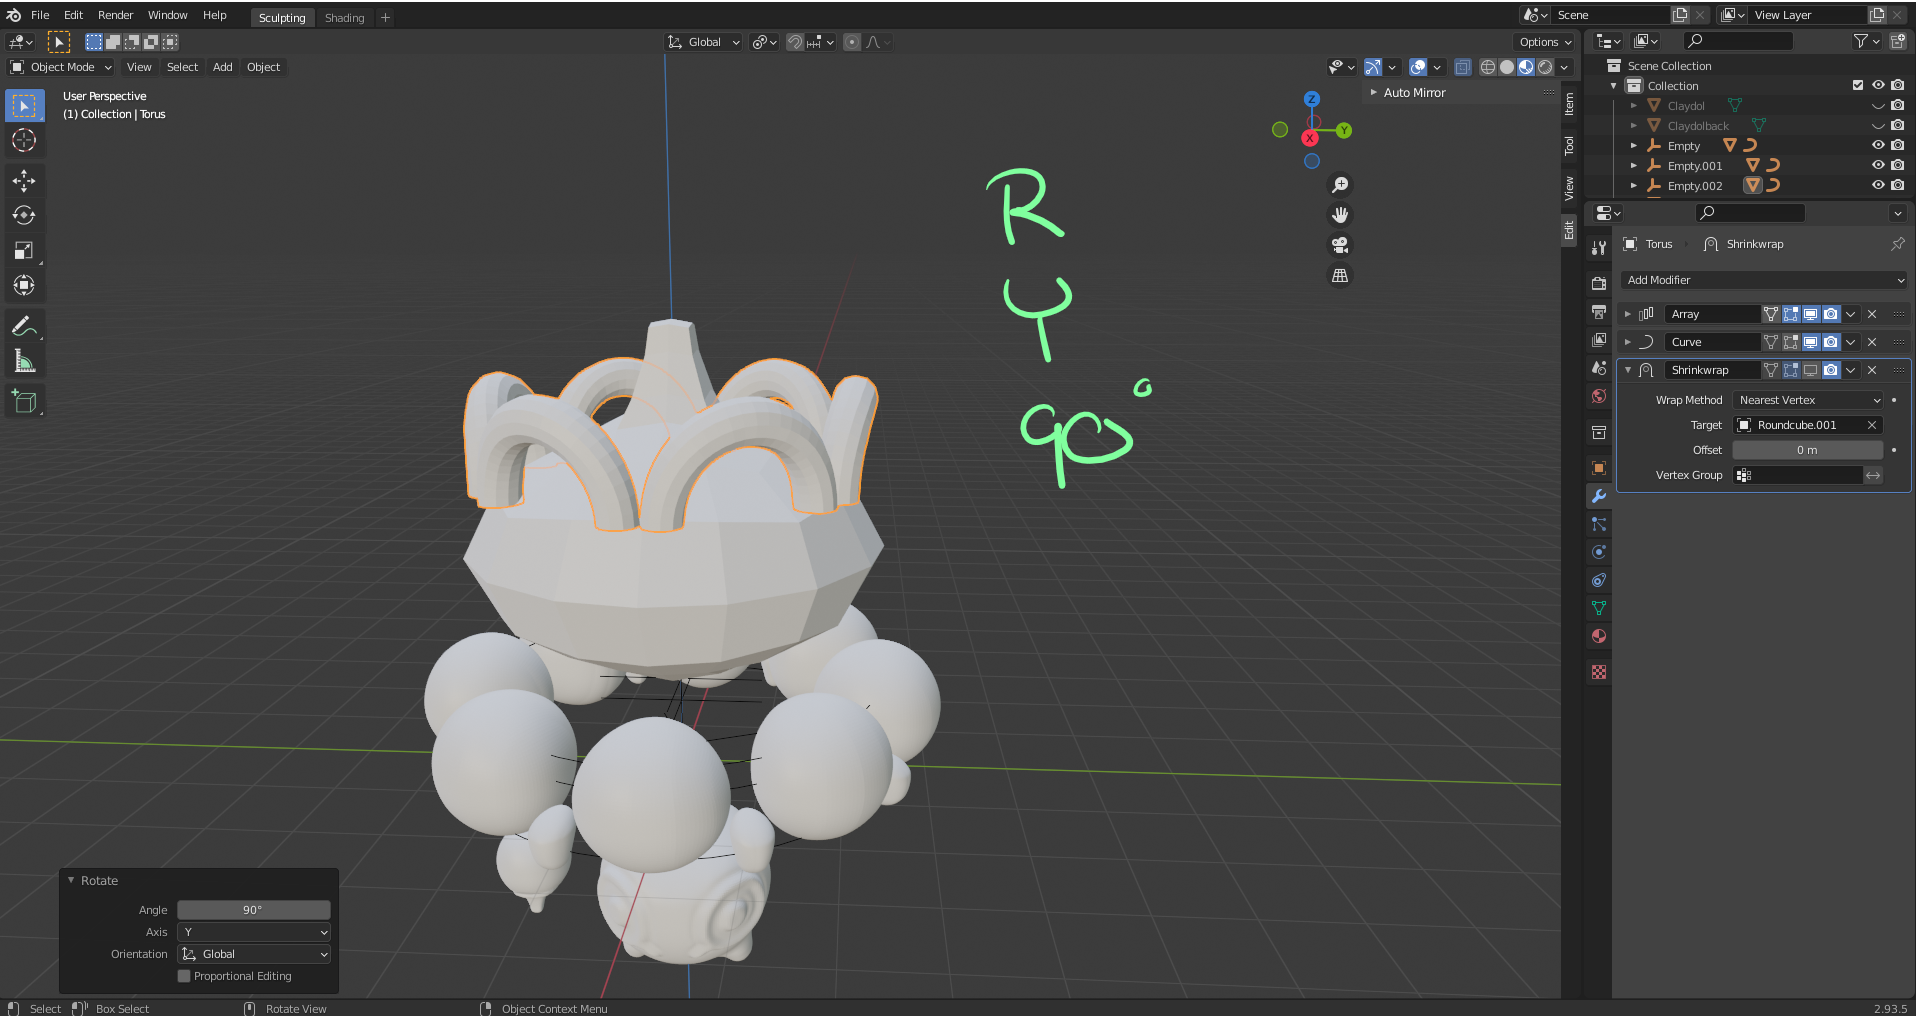 File Edit Render Window Help Sculpting Shading + Scene View Layer
Global Options
Object Mode View Select Add Object
User Perspective
(1) Collection | Torus
Auto Mirror
Z
Y
X
Item
Tool
View
Edit
R
Y
90°
Scene Collection
Collection
Claydol
Claydolback
Empty
Empty.001
Empty.002
Torus Shrinkwrap
Add Modifier
Array
Curve
Shrinkwrap
Wrap Method Nearest Vertex
Target Roundcube.001
Offset 0 m
Vertex Group
Rotate
Angle 90°
Axis Y
Orientation Global
Proportional Editing
Select Box Select Rotate View Object Context Menu 2.93.5